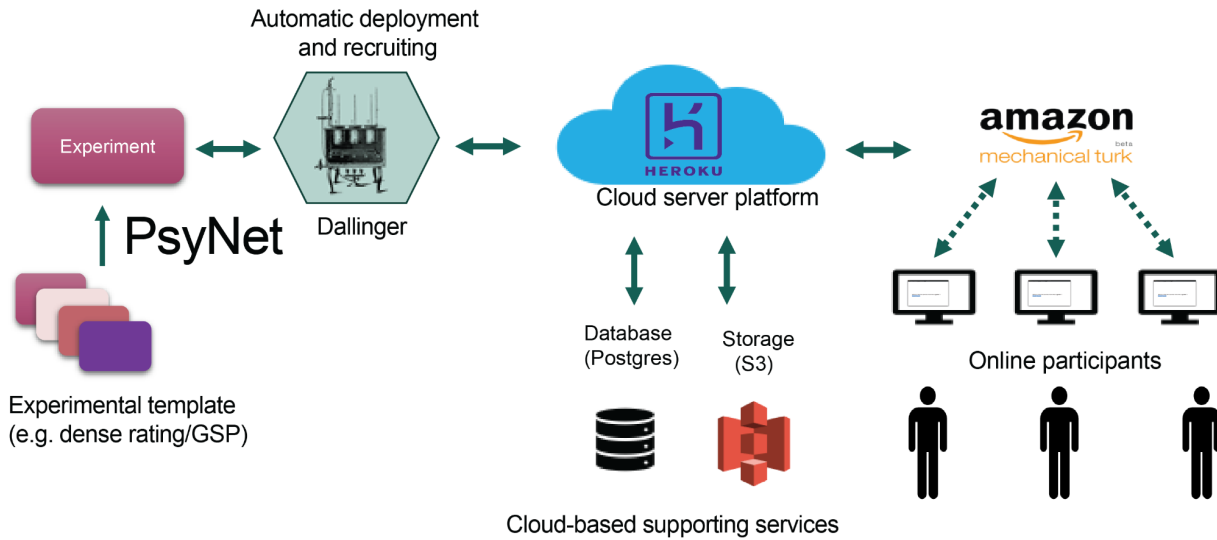 Automatic deployment
and recruiting
Experiment
Dallinger
PsyNet
Experimental template
(e.g. dense rating/GSP)
HEROKU
Cloud server platform
Database
(Postgres)
Storage
(S3)
Cloud-based supporting services
amazon
beta
mechanical turk
Online participants